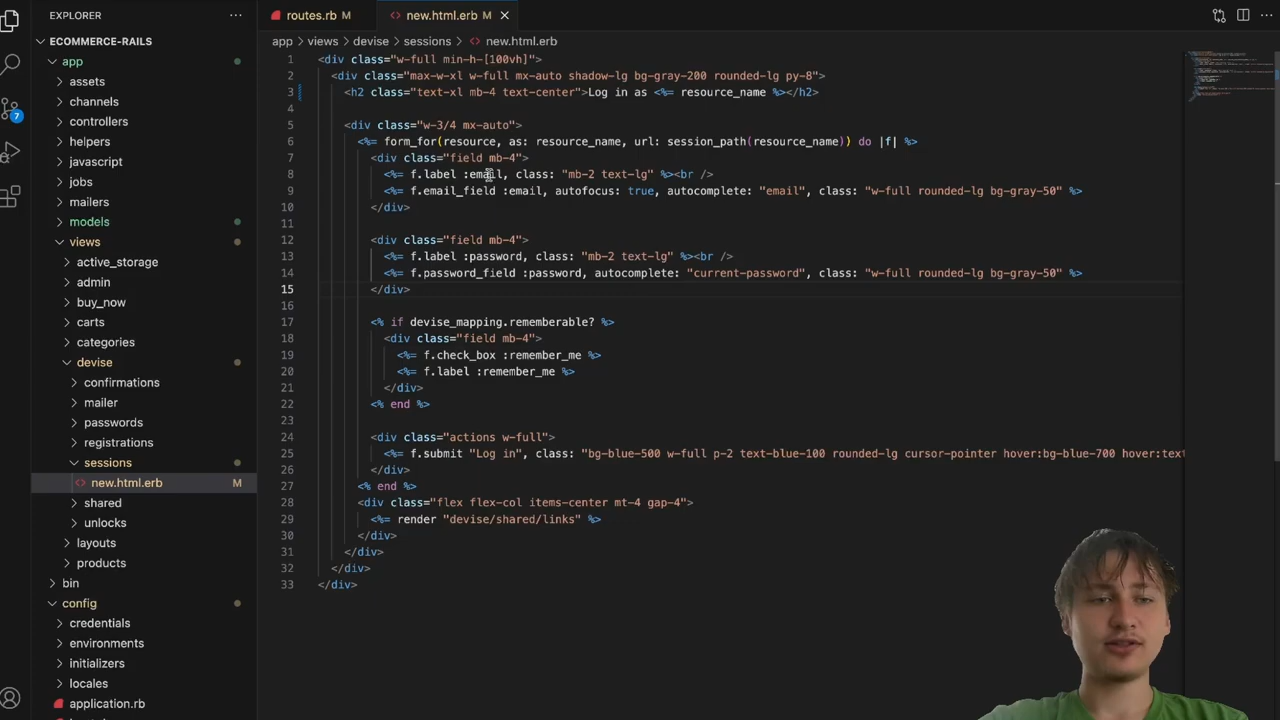 EXPLORER
routes.rb M
new.html.erb M
ECOMMERCE-RAILS
app > views > devise > sessions > new.html.erb
app
assets
channels
controllers
helpers
javascript
jobs
mailers
models
views
active_storage
admin
buy_now
carts
categories
devise
confirmations
mailer
passwords
registrations
sessions
new.html.erb M
shared
unlocks
layouts
products
bin
config
credentials
environments
initializers
locales
application.rb
7
1 <div class="w-full min-h-[100vh]">
2 <div class="max-w-xl w-full mx-auto shadow-lg bg-gray-200 rounded-lg py-8">
3 <h2 class="text-xl mb-4 text-center">Log in as <%= resource_name %></h2>
4
5 <div class="w-3/4 mx-auto">
6 <%= form_for(resource, as: resource_name, url: session_path(resource_name)) do |f| %>
7 <div class="field mb-4">
8 <%= f.label :email, class: "mb-2 text-lg" %><br />
9 <%= f.email_field :email, autofocus: true, autocomplete: "email", class: "w-full rounded-lg bg-gray-50" %>
10 </div>
11
12 <div class="field mb-4">
13 <%= f.label :password, class: "mb-2 text-lg" %><br />
14 <%= f.password_field :password, autocomplete: "current-password", class: "w-full rounded-lg bg-gray-50" %>
15 </div>
16
17 <% if devise_mapping.rememberable? %>
18 <div class="field mb-4">
19 <%= f.check_box :remember_me %>
20 <%= f.label :remember_me %>
21 </div>
22 <% end %>
23
24 <div class="actions w-full">
25 <%= f.submit "Log in", class: "bg-blue-500 w-full p-2 text-blue-100 rounded-lg cursor-pointer hover:bg-blue-700 hover:text
26 </div>
27 <% end %>
28 <div class="flex flex-col items-center mt-4 gap-4">
29 <%= render "devise/shared/links" %>
30 </div>
31 </div>
32 </div>
33 </div>